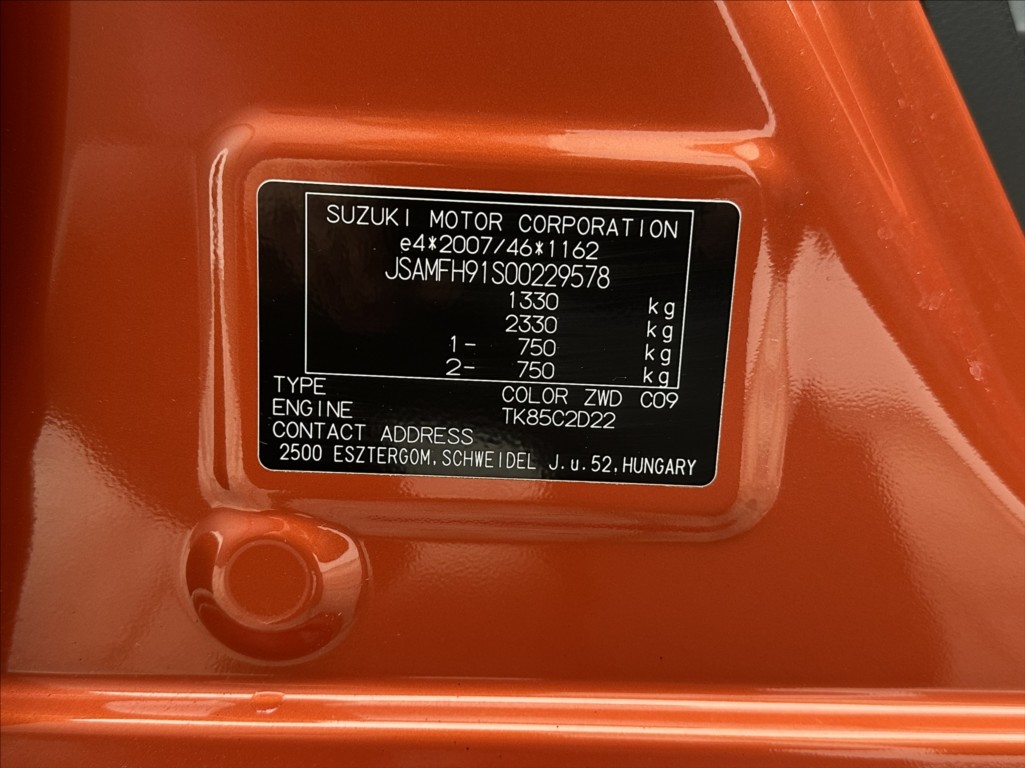 SUZUKI MOTOR CORPORATION
e4*2007/46*1162
JSAMFH91S00229578
1330 kg
2330 kg
1- 750 kg
2- 750 kg
TYPE COLOR ZWD C09
ENGINE TK85C2D22
CONTACT ADDRESS
2500 ESZTERGOM, SCHWEIDEL J.u.52.HUNGARY